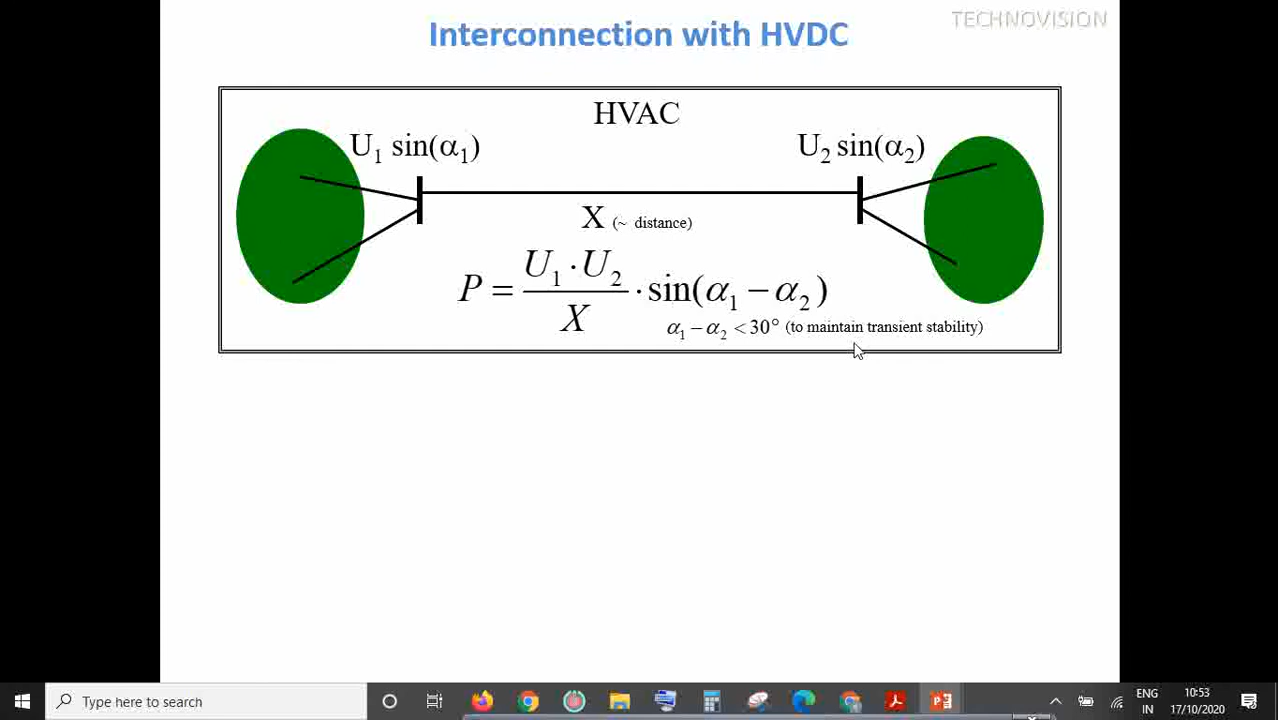 TECHNOVISION
Interconnection with HVDC
HVAC
U₁ sin(α₁)
U₂ sin(α₂)
X (~ distance)
P = U₁ · U₂ / X · sin(α₁ − α₂)
α₁ − α₂ < 30° (to maintain transient stability)
Type here to search
ENG
IN
10:53
17/10/2020